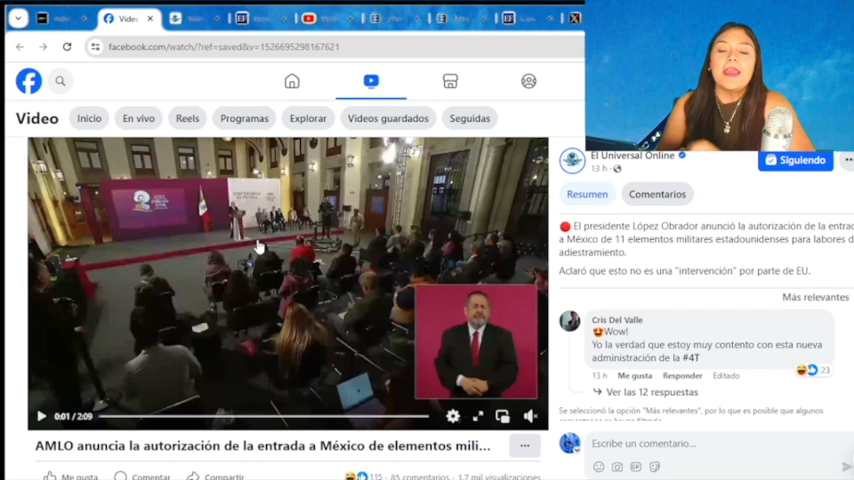 Video
facebook.com/watch/?ref=saved&v=1526695298167621
Video
Inicio
En vivo
Reels
Programas
Explorar
Videos guardados
Seguidas
0:01 / 2:09
AMLO anuncia la autorización de la entrada a México de elementos mili...
Me gusta
Comentar
Compartir
115 · 85 comentarios · 1,7 mil visualizaciones
El Universal Online
13 h
Siguiendo
Resumen
Comentarios
El presidente López Obrador anunció la autorización de la entrad
a México de 11 elementos militares estadounidenses para labores d
adiestramiento.
Aclaró que esto no es una "intervención" por parte de EU.
Más relevantes
Cris Del Valle
Wow!
Yo la verdad que estoy muy contento con esta nueva
administración de la #4T
13 h Me gusta Responder Editado
23
Ver las 12 respuestas
Se seleccionó la opción "Más relevantes", por lo que es posible que algunos
Escribe un comentario...